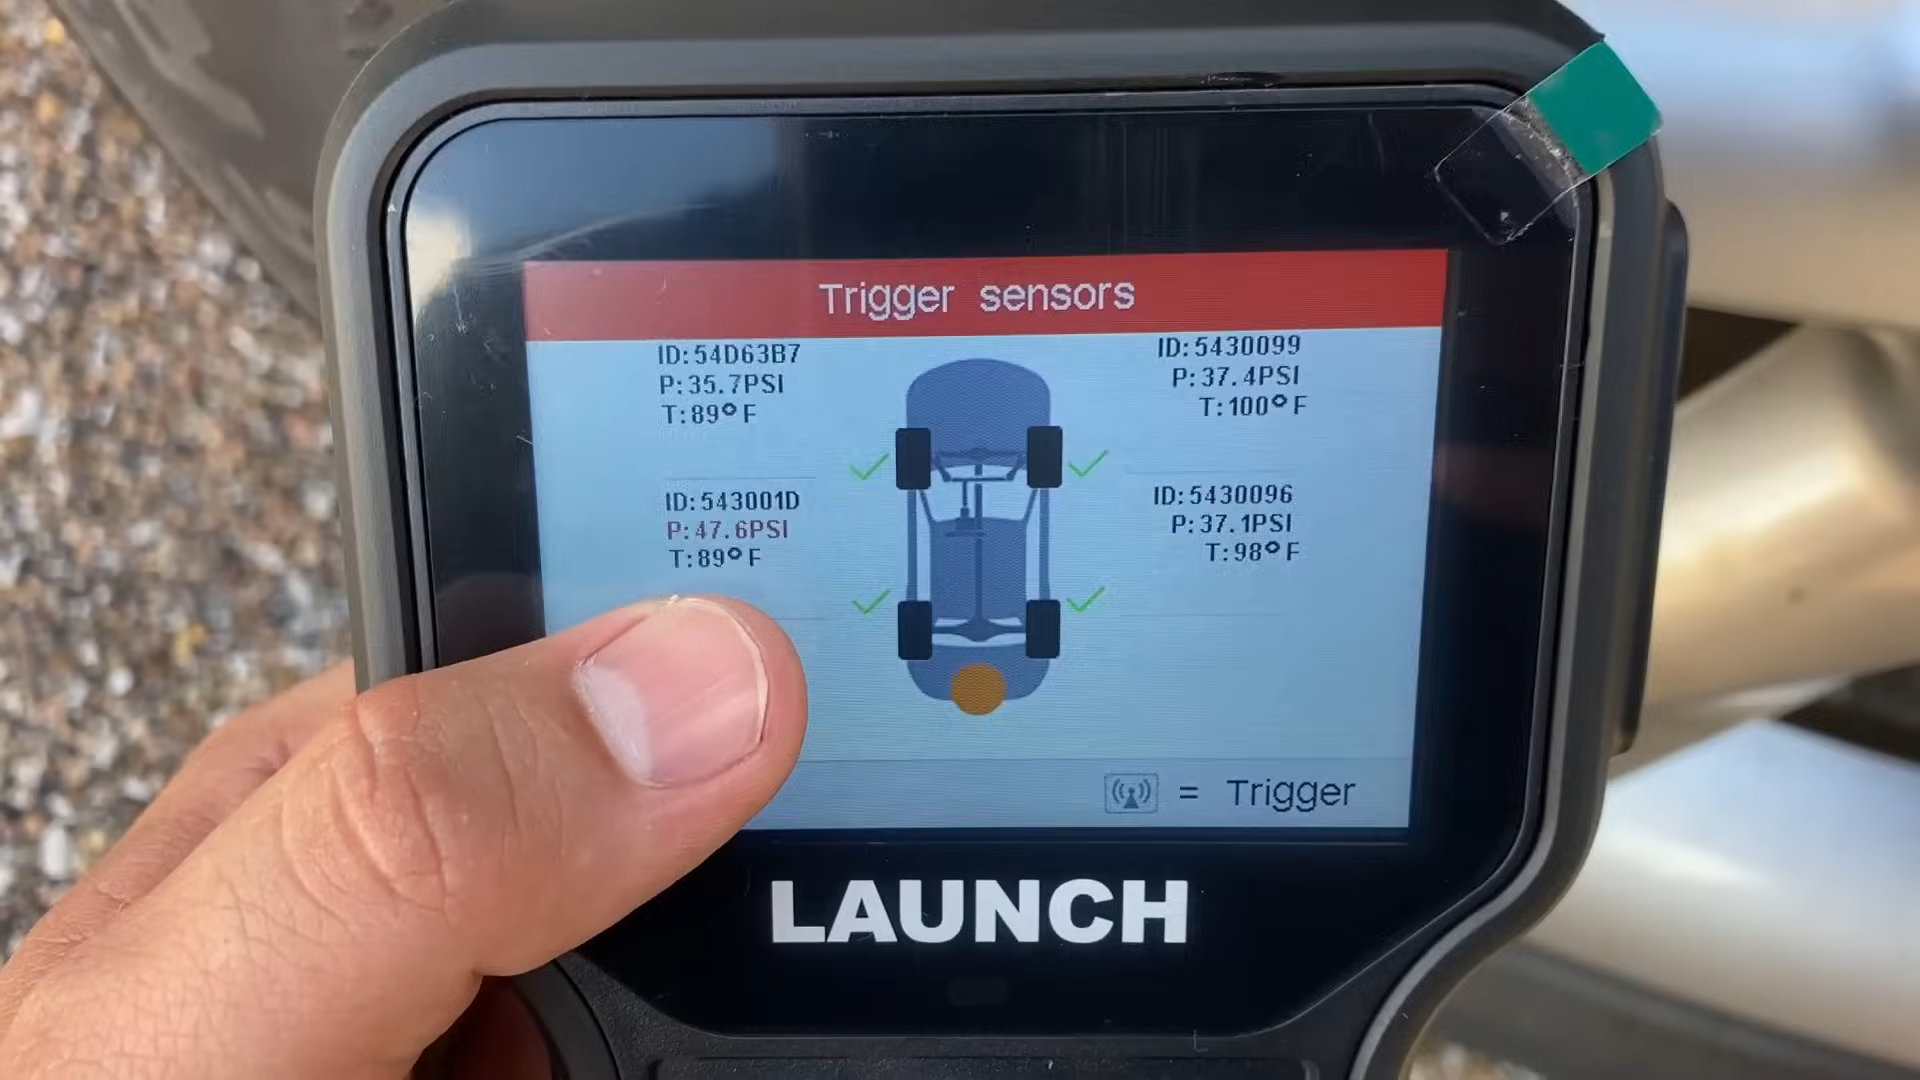 Trigger sensors
ID:54D63B7
P:35.7PSI
T:89°F
ID:5430099
P:37.4PSI
T:100°F
ID:543001D
P:47.6PSI
T:89°F
ID:5430096
P:37.1PSI
T:98°F
= Trigger
LAUNCH